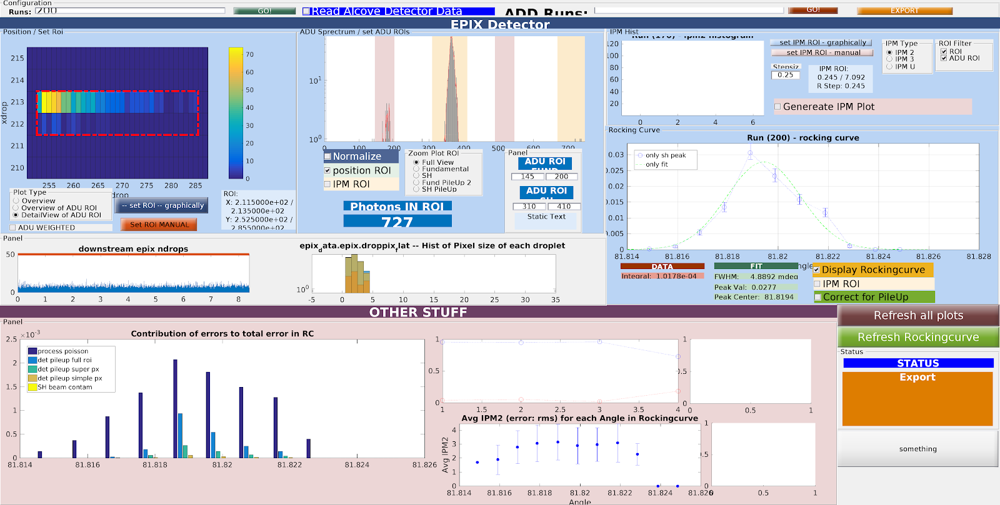 Configuration
Runs: 200 GO! Read Alcove Detector Data ADD Runs: GO! EXPORT
EPIX Detector
Position / Set Roi
215
214
213
212
211
210
xdrop
255 260 265 270 275 280 285
drop
70
60
50
40
30
20
10
0
Plot Type
Overview
Overview of ADU ROI
DetailView of ADU ROI
ADU WEIGHTED
-- set ROI -- graphically
Set ROI MANUAL
ROI:
X: 2.115000e+02 /
2.135000e+02
Y: 2.525000e+02 /
2.855000e+02
ADU Spectrum / set ADU ROIs
10^1
10^0
0 100 200 300 400 500 600 700
Normalize
position ROI
IPM ROI
Zoom Plot ROI
Full View
Fundamental
SH
Fund PileUp 2
SH PileUp
Panel
ADU ROI
FUND
145 200
ADU ROI
SH
310 410
Static Text
Photons IN ROI
727
IPM Hist
Run (170) - ipm2 histogram
120
100
80
60
40
20
0 2 4 6
set IPM ROI - graphically
set IPM ROI - manual
Stepsiz
0.25
IPM ROI:
0.245 / 7.092
R Step: 0.245
IPM Type
IPM 2
IPM 3
IPM U
ROI Filter
ROI
ADU ROI
Genereate IPM Plot
Rocking Curve
Run (200) - rocking curve
only sh peak
only fit
0.03
0.025
0.02
0.015
0.01
0.005
0
81.814 81.816 81.818 81.82 81.822 81.824 81.826 81.828
ngle
DATA
Integral: 1.0178e-04
FIT
FWHM: 4.8892 mdeg
Peak Val: 0.0277
Peak Center: 81.8194
Display Rockingcurve
IPM ROI
Correct for PileUp
Panel
downstream epix ndrops
50
0
0 1 2 3 4 5 6 7 8
epix_data.epix.droppix_flat -- Hist of Pixel size of each droplet
10^0
-5 0 5 10 15 20 25 30 35
OTHER STUFF
Panel
Contribution of errors to total error in RC
×10^-3
2.5
2
1.5
1
0.5
0
process poisson
det pileup full roi
det pileup super px
det pileup simple px
SH beam contam
81.814 81.816 81.818 81.82 81.822 81.824 81.826
1
0.5
0
1 1.5 2 2.5 3 3.5 4
1
0.5
0
0 0.5 1
Avg IPM2 (error: rms) for each Angle in Rockingcurve
Avg IPM2
4
3
2
1
0
81.814 81.816 81.818 81.82 81.822 81.824 81.826
Angle
1
0.5
0
0 0.5 1
Refresh all plots
Refresh Rockingcurve
Status
STATUS
Export
something